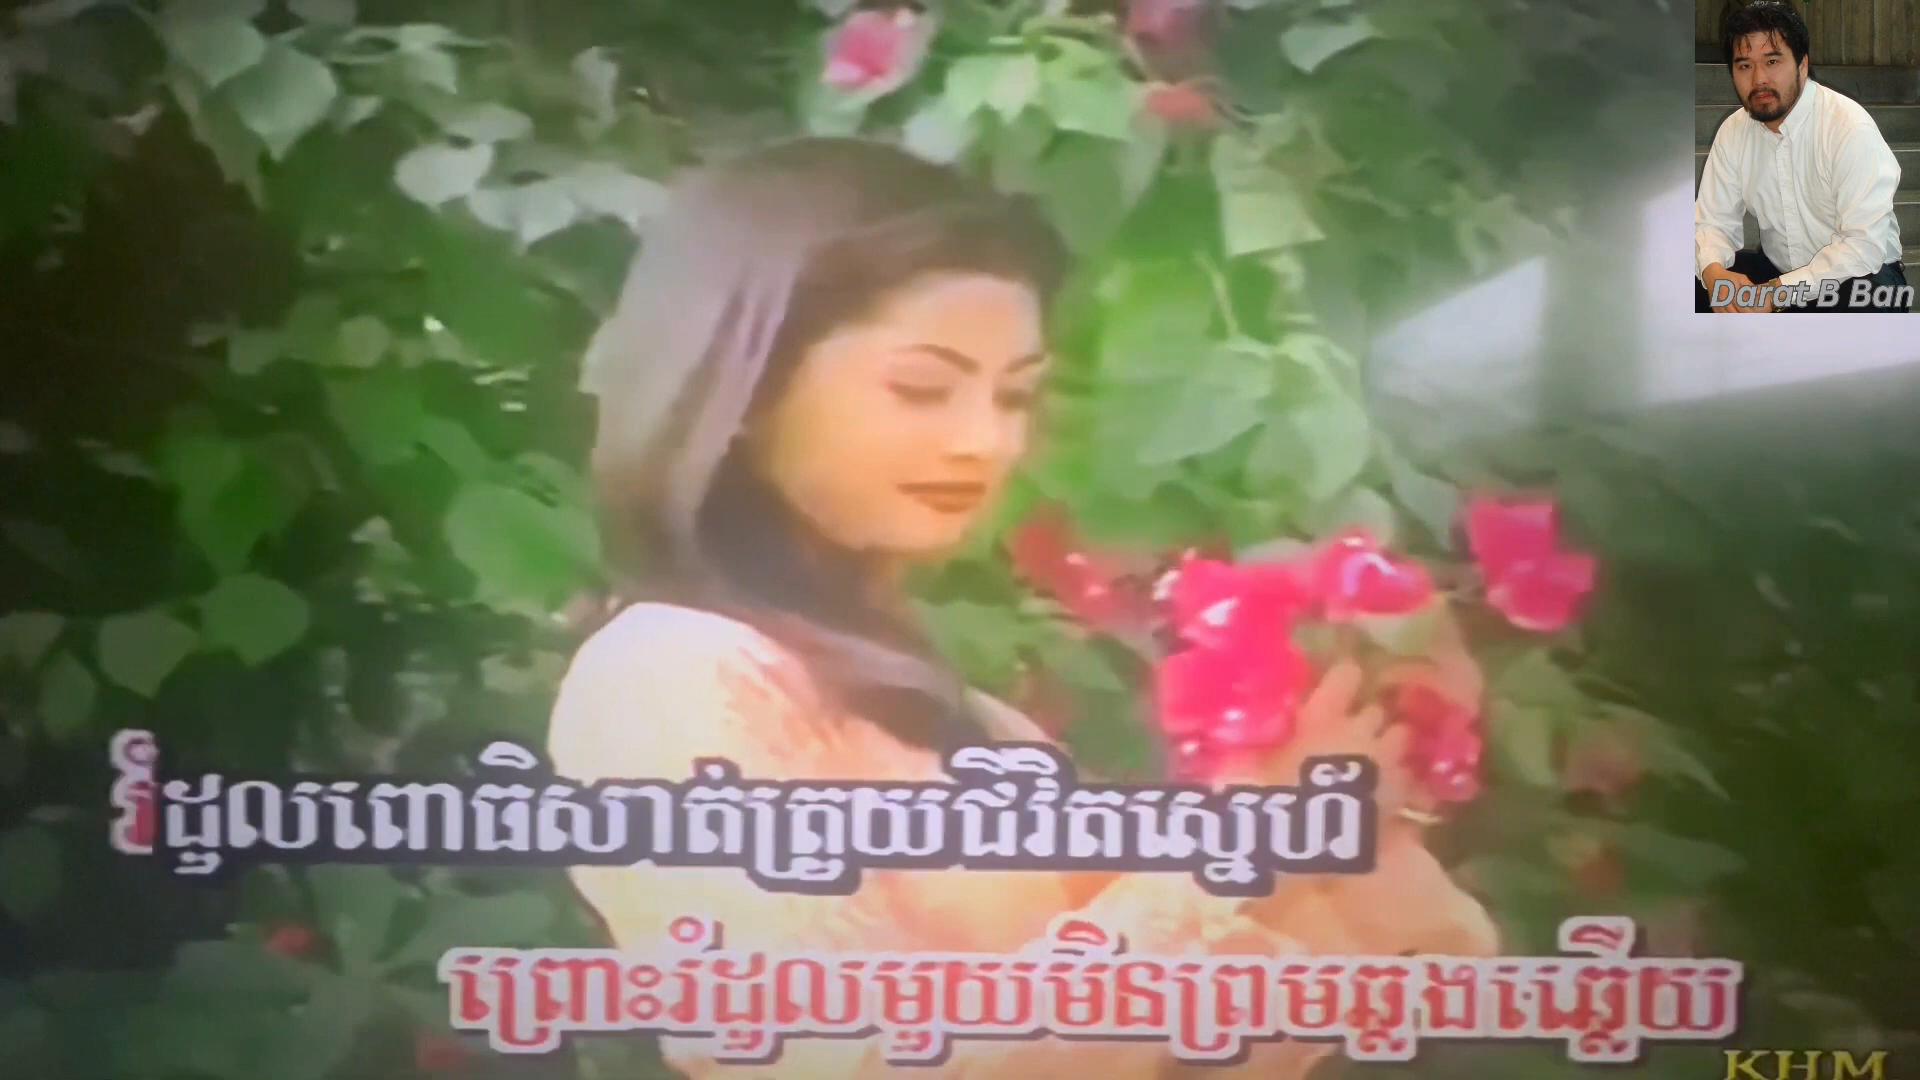 Darat B Ban
រំដួលពោធិសាត់ត្រួយជីវិតស្នេហ៍
ព្រោះរំដួលមួយមិនព្រមឆ្លងឆ្លើយ
KHM